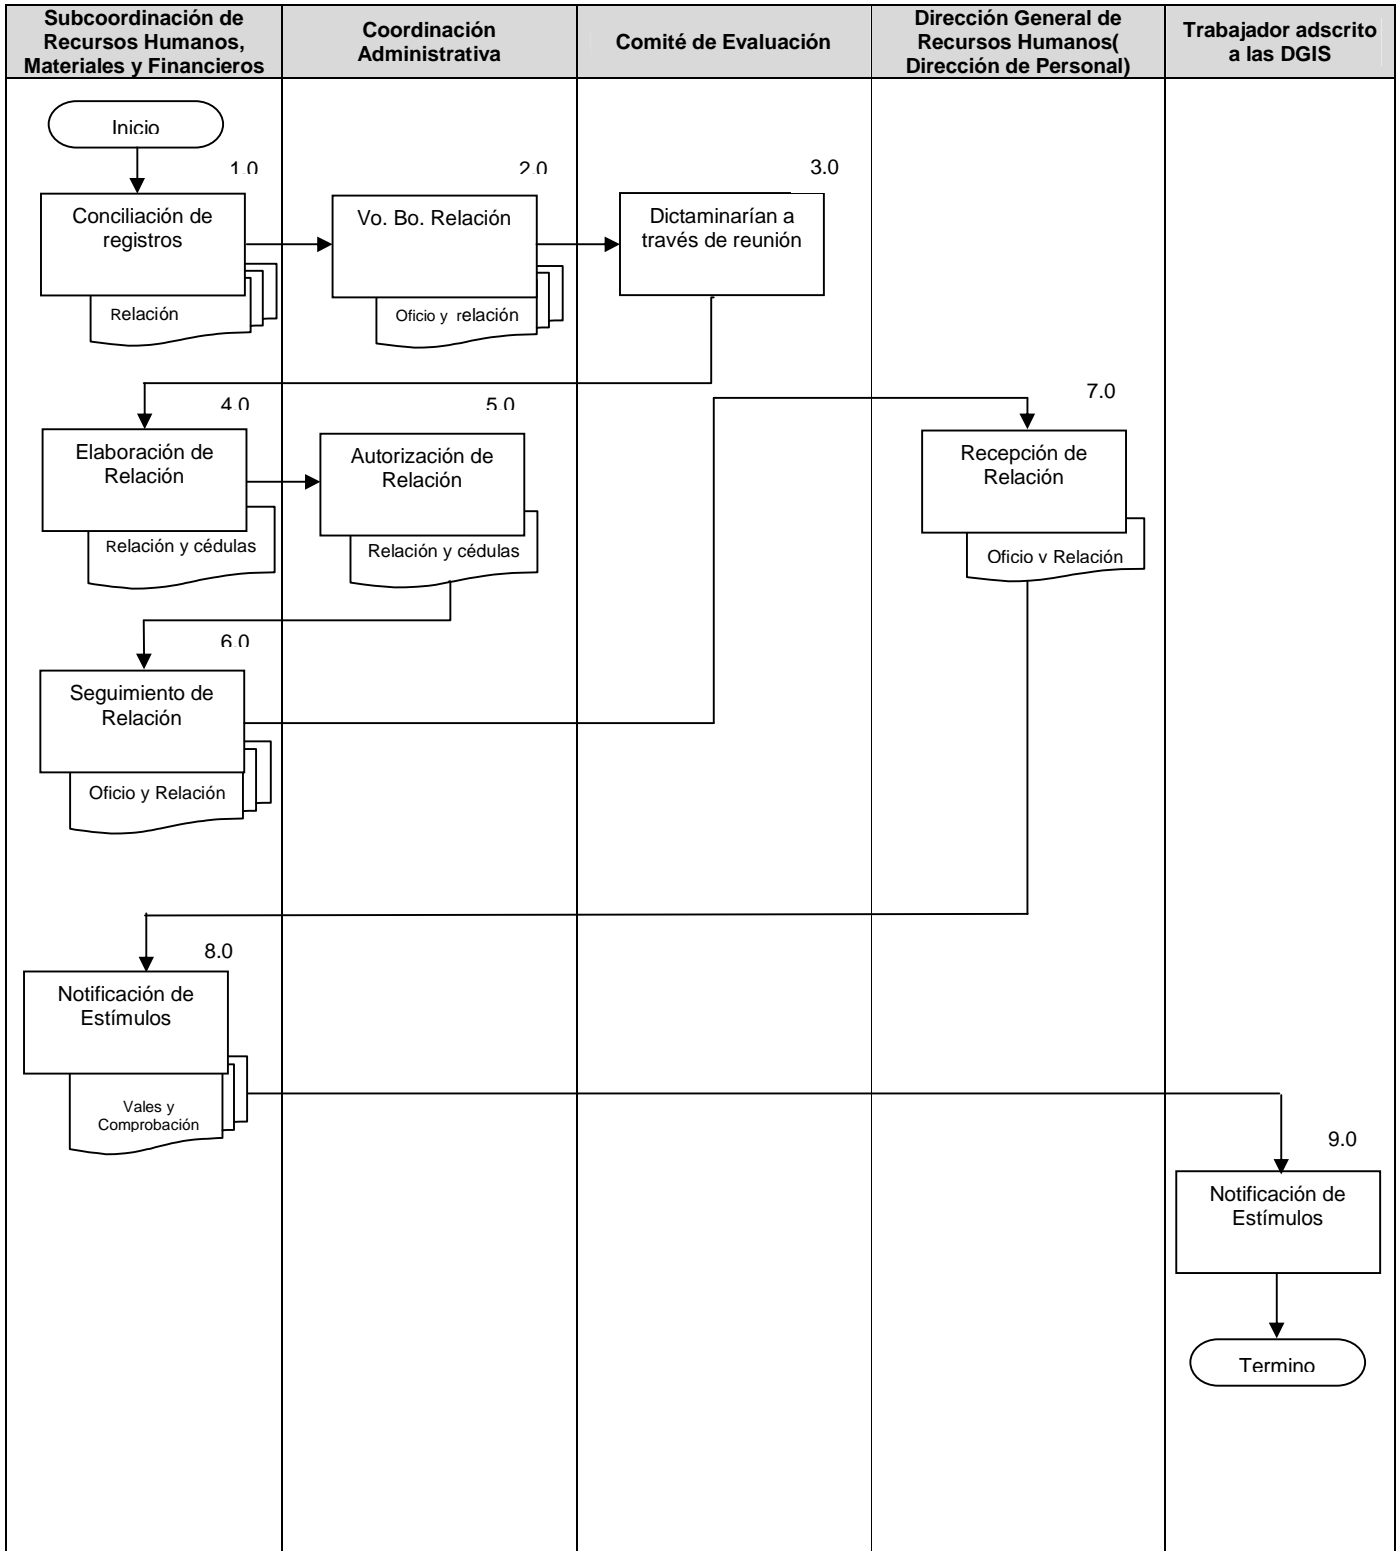 Subcoordinación de
Recursos Humanos,
Materiales y Financieros
Coordinación
Administrativa
Comité de Evaluación
Dirección General de
Recursos Humanos(
Dirección de Personal)
Trabajador adscrito
a las DGIS
Inicio
1.0
Conciliación de
registros
Relación
2.0
Vo. Bo. Relación
Oficio y relación
3.0
Dictaminarían a
través de reunión
4.0
Elaboración de
Relación
Relación y cédulas
5.0
Autorización de
Relación
Relación y cédulas
6.0
Seguimiento de
Relación
Oficio y Relación
7.0
Recepción de
Relación
Oficio y Relación
8.0
Notificación de
Estímulos
Vales y
Comprobación
9.0
Notificación de
Estímulos
Termino